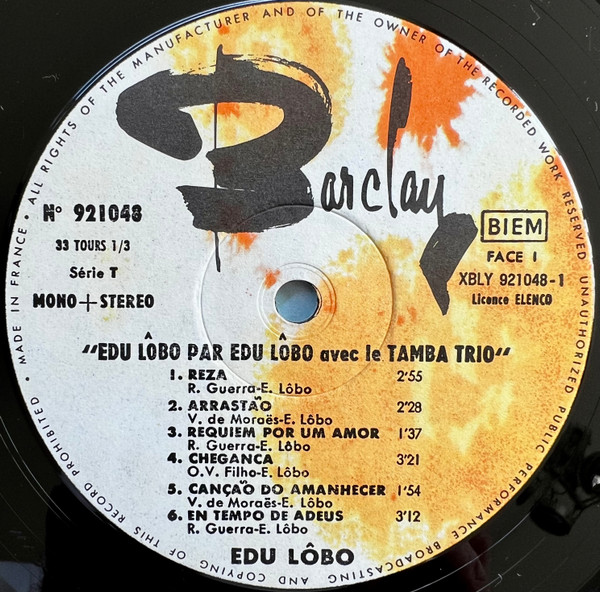 MADE IN FRANCE • ALL RIGHTS OF THE MANUFACTURER AND OF THE OWNER OF THE RECORDED WORK RESERVED UNAUTHORIZED PUBLIC PERFORMANCE BROADCASTING AND COPYING OF THIS RECORD PROHIBITED •
Barclay
Nº 921048
33 TOURS 1/3
Série T
MONO+STEREO
BIEM
FACE 1
XBLY 921048-1
Licence ELENCO
"EDU LÔBO PAR EDU LÔBO avec le TAMBA TRIO"
1. REZA 2'55
R. Guerra-E. Lôbo
2. ARRASTÃO 2'28
V. de Moraës-E. Lôbo
3. REQUIEM POR UM AMOR 1'37
R. Guerra-E. Lôbo
4. CHEGANCA 3'21
O.V. Filho-E. Lôbo
5. CANÇÃO DO AMANHECER 1'54
V. de Moraës-E. Lôbo
6. EN TEMPO DE ADEUS 3'12
R. Guerra-E. Lôbo
EDU LÔBO